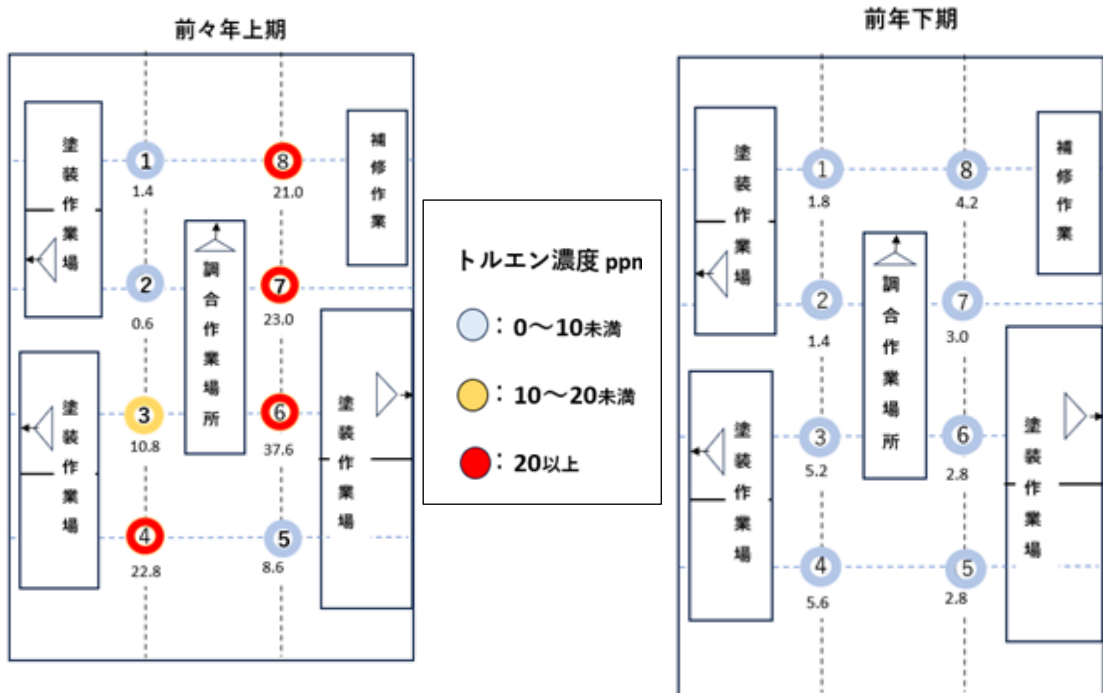 前々年上期
塗装作業場
①
1.4
⑧
21.0
補修作業
②
0.6
調合作業場所
⑦
23.0
塗装作業場
③
10.8
⑥
37.6
塗装作業場
④
22.8
⑤
8.6
トルエン濃度 ppn
：0～10未満
：10～20未満
：20以上
前年下期
塗装作業場
①
1.8
⑧
4.2
補修作業
②
1.4
調合作業場所
⑦
3.0
塗装作業場
③
5.2
⑥
2.8
塗装作業場
④
5.6
⑤
2.8